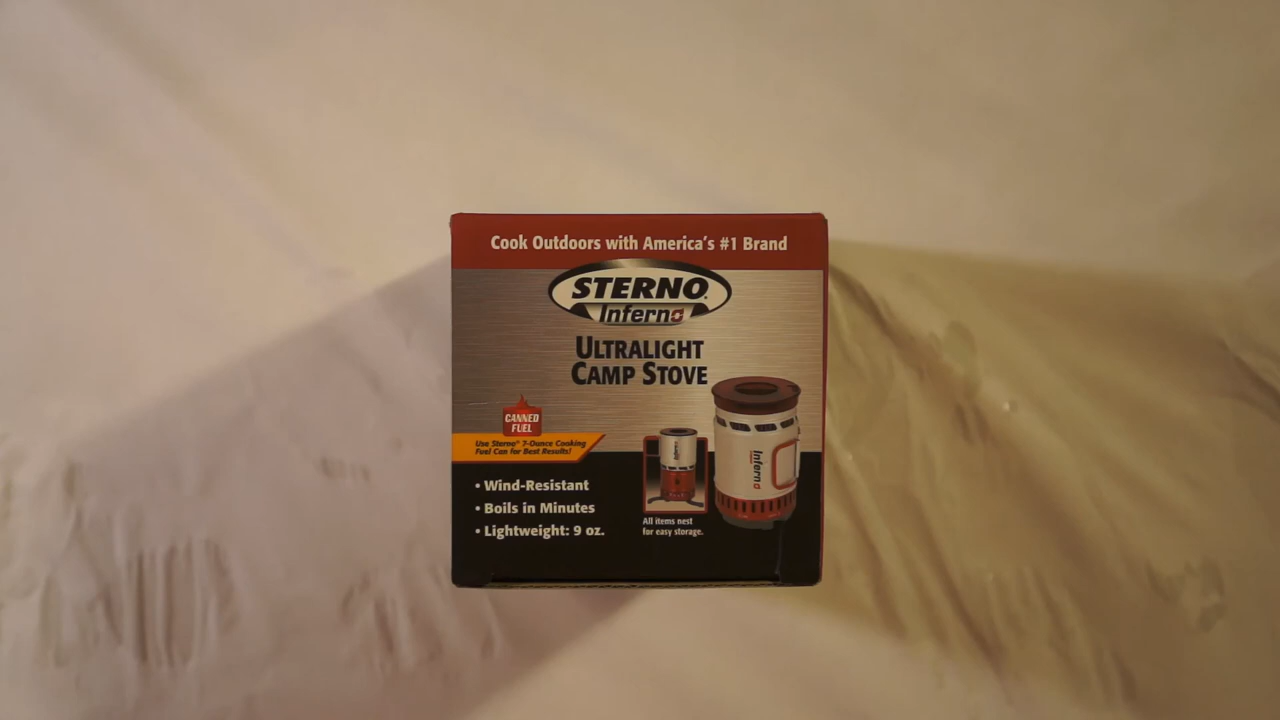 Cook Outdoors with America's #1 Brand
STERNO®
Inferno
ULTRALIGHT
CAMP STOVE
CANNED
FUEL
Use Sterno® 7-Ounce Cooking
Fuel Can for Best Results!
• Wind-Resistant
• Boils in Minutes
• Lightweight: 9 oz.
All items nest
for easy storage.
Inferno
Inferno